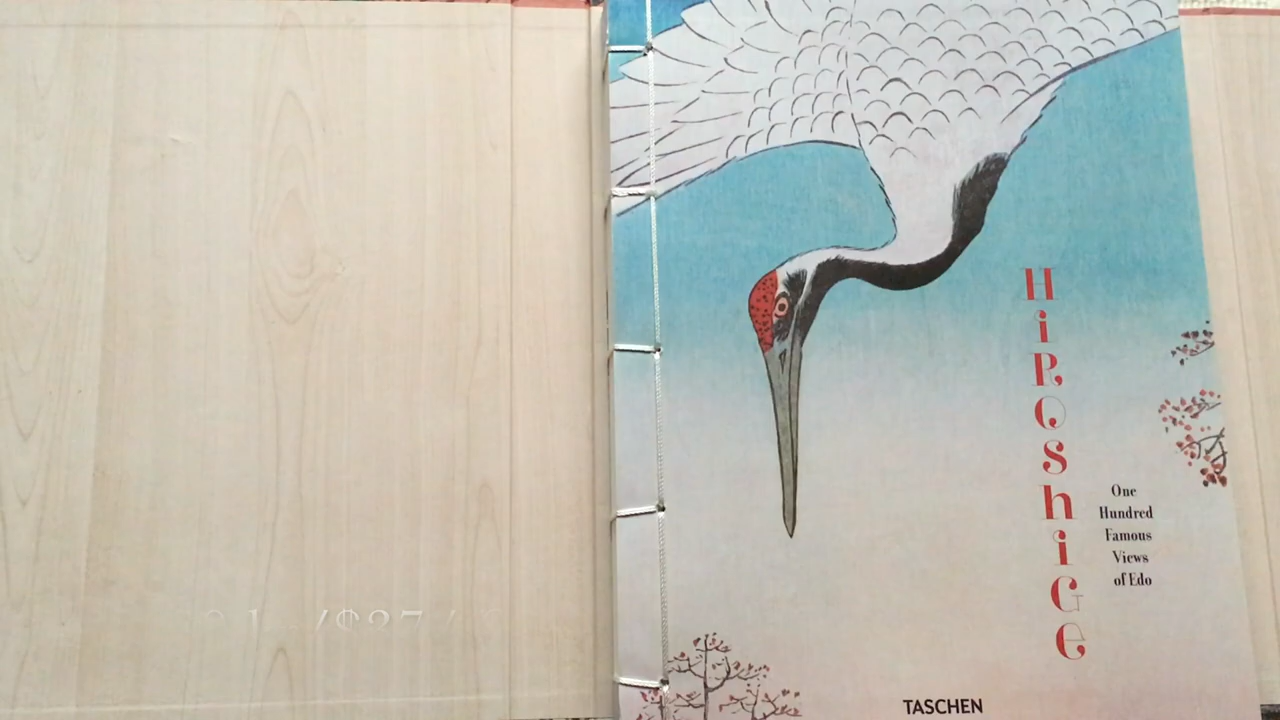 HiROshiGe
One
Hundred
Famous
Views
of Edo
TASCHEN